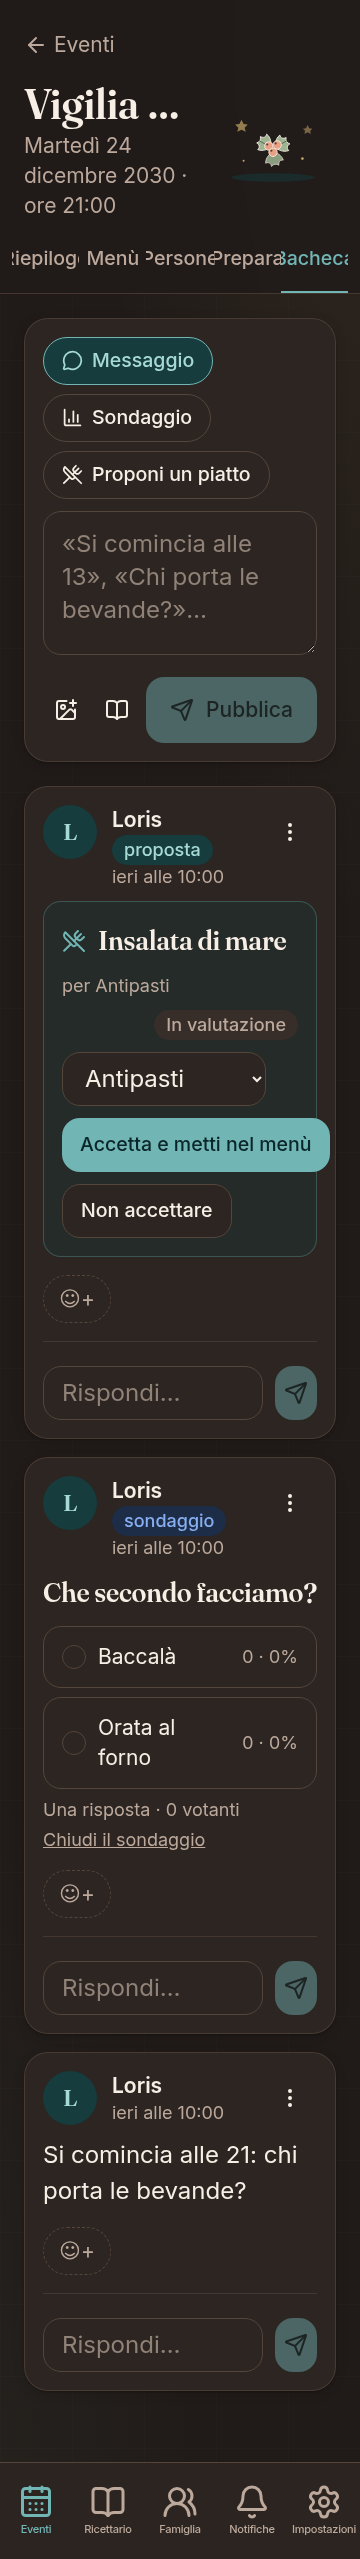 Eventi
Vigilia ...
Martedì 24
dicembre 2030 ·
ore 21:00
Riepilog Menù Persone Prepara Bacheca
Messaggio
Sondaggio
Proponi un piatto
«Si comincia alle
13», «Chi porta le
bevande?»...
Pubblica
L
Loris
proposta
ieri alle 10:00
Insalata di mare
per Antipasti
In valutazione
Antipasti
Accetta e metti nel menù
Non accettare
+
Rispondi...
L
Loris
sondaggio
ieri alle 10:00
Che secondo facciamo?
Baccalà 0 · 0%
Orata al
forno 0 · 0%
Una risposta · 0 votanti
Chiudi il sondaggio
+
Rispondi...
L
Loris
ieri alle 10:00
Si comincia alle 21: chi
porta le bevande?
+
Rispondi...
Eventi Ricettario Famiglia Notifiche Impostazioni